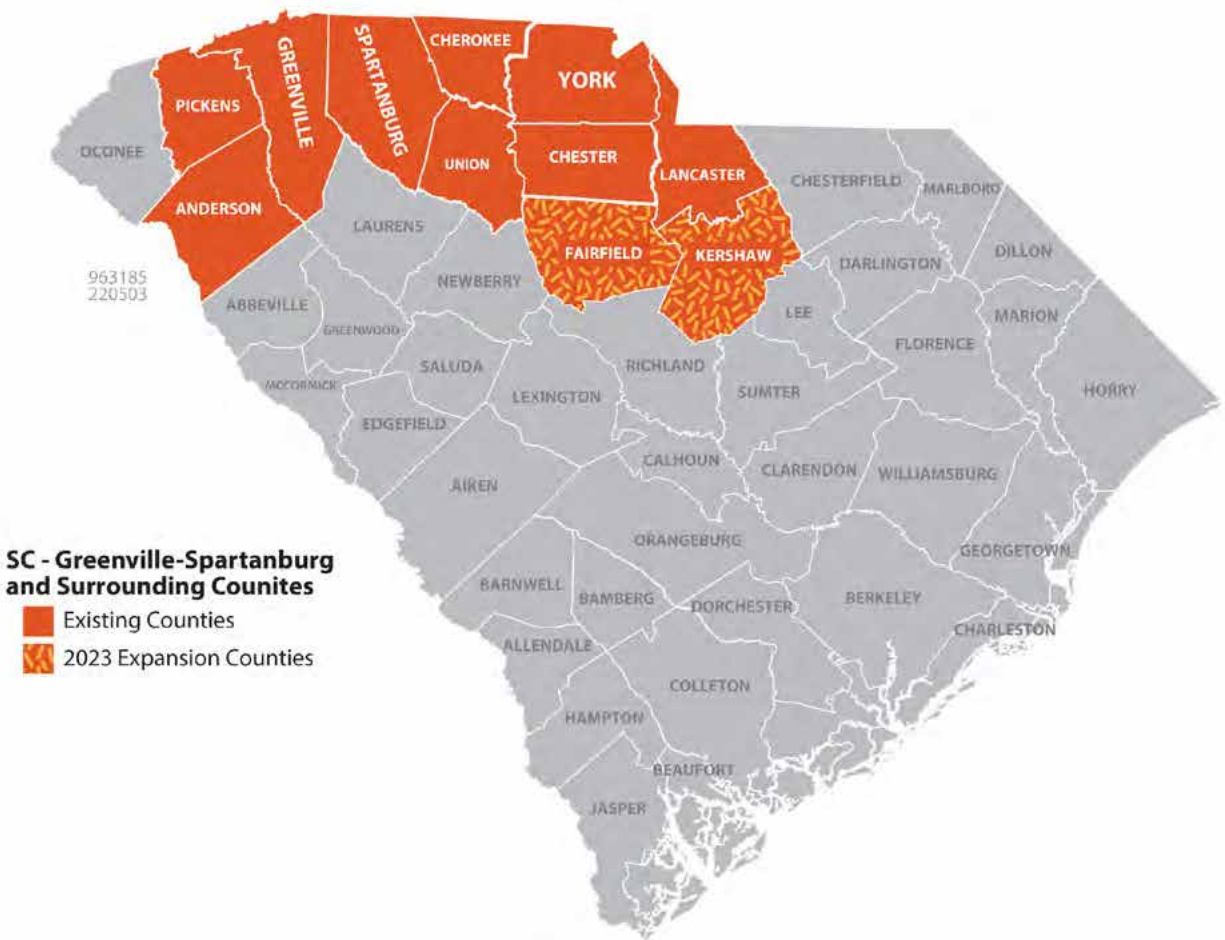 SPARTANBURG
CHEROKEE
GREENVILLE
YORK
PICKENS
OCONEE
UNION
CHESTER
LANCASTER
CHESTERFIELD
MARLBORO
ANDERSON
LAURENS
FAIRFIELD
KERSHAW
DILLON
DARLINGTON
963185
220503
NEWBERRY
ABBEVILLE
GREENWOOD
LEE
MARION
FLORENCE
SALUDA
RICHLAND
MCCORMICK
LEXINGTON
SUMTER
HORRY
EDGEFIELD
CALHOUN
CLARENDON
WILLIAMSBURG
AIKEN
ORANGEBURG
GEORGETOWN
SC - Greenville-Spartanburg
and Surrounding Counites
Existing Counties
2023 Expansion Counties
BARNWELL
BAMBERG
DORCHESTER
BERKELEY
CHARLESTON
ALLENDALE
COLLETON
HAMPTON
BEAUFORT
JASPER